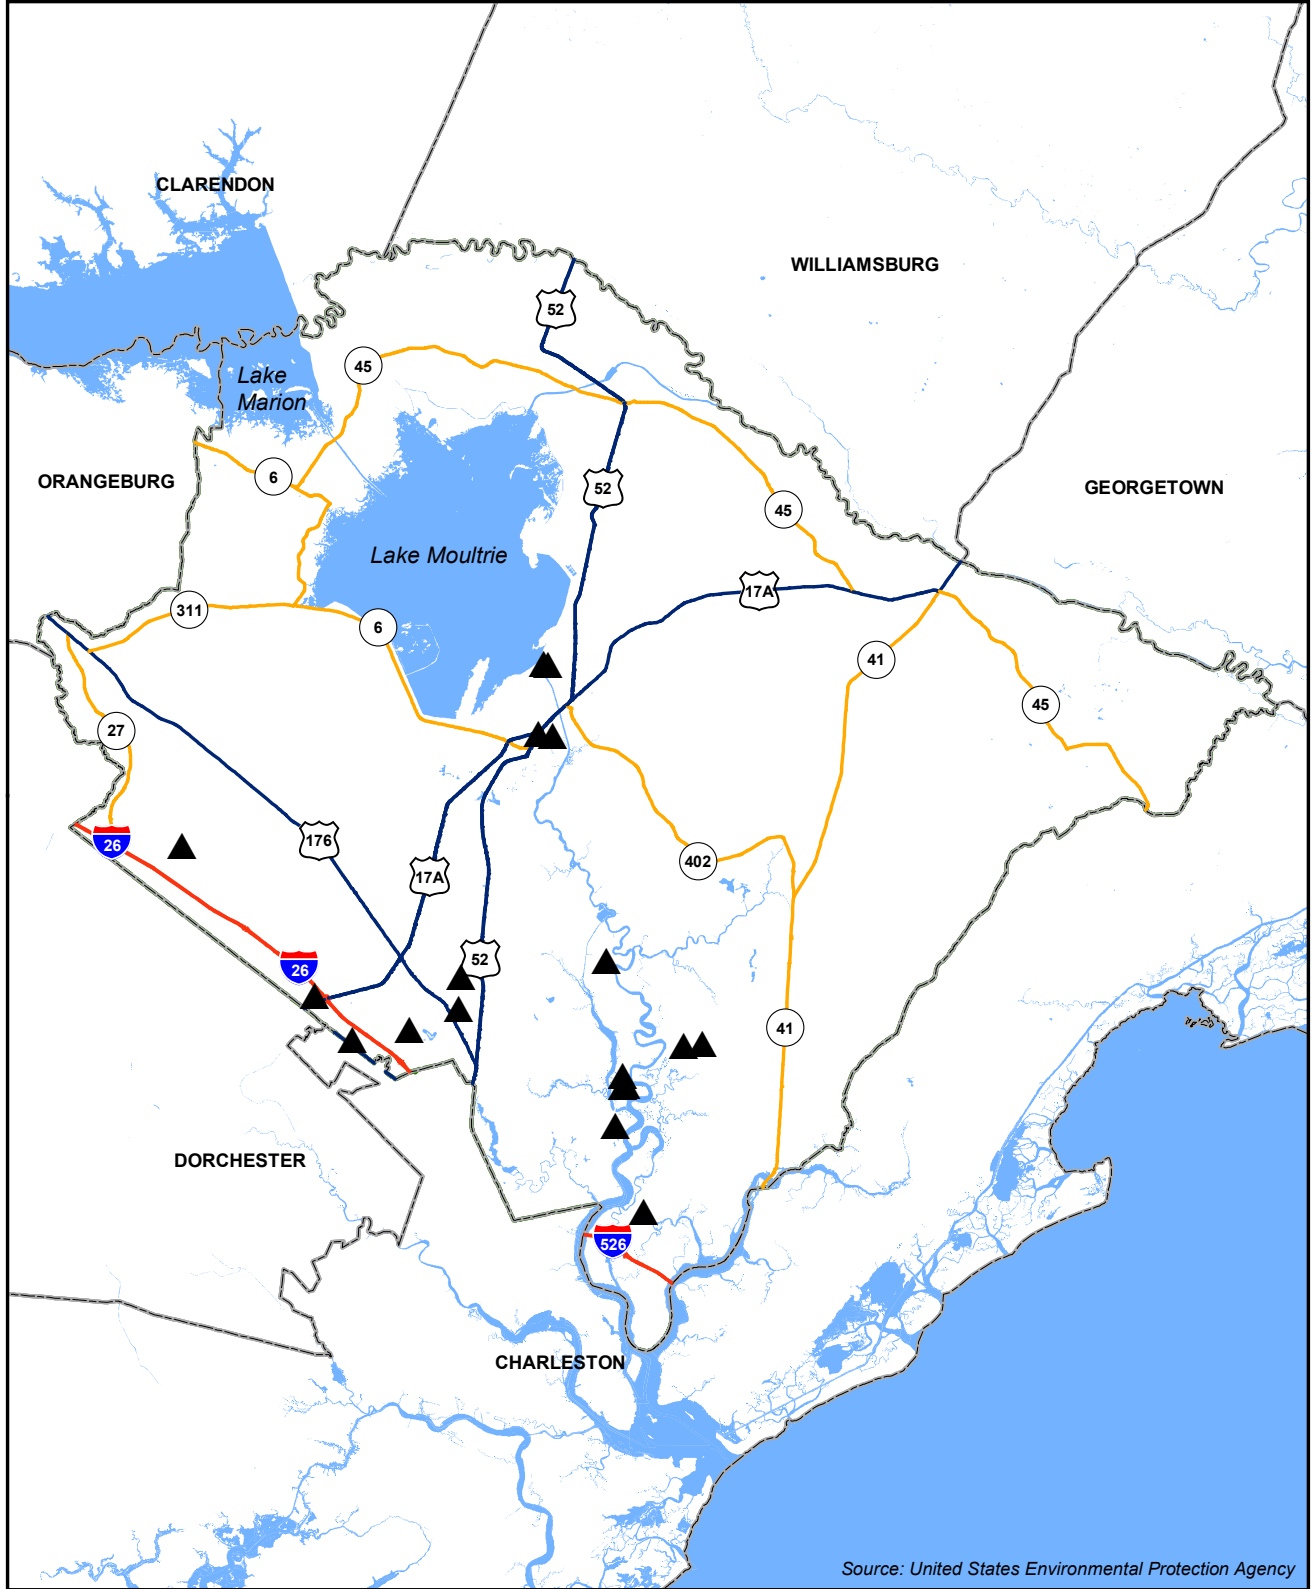 CLARENDON
WILLIAMSBURG
52
45
Lake
Marion
6
ORANGEBURG
52
GEORGETOWN
45
Lake Moultrie
17A
311
6
41
45
27
26
176
402
17A
52
26
41
DORCHESTER
526
CHARLESTON
Source: United States Environmental Protection Agency